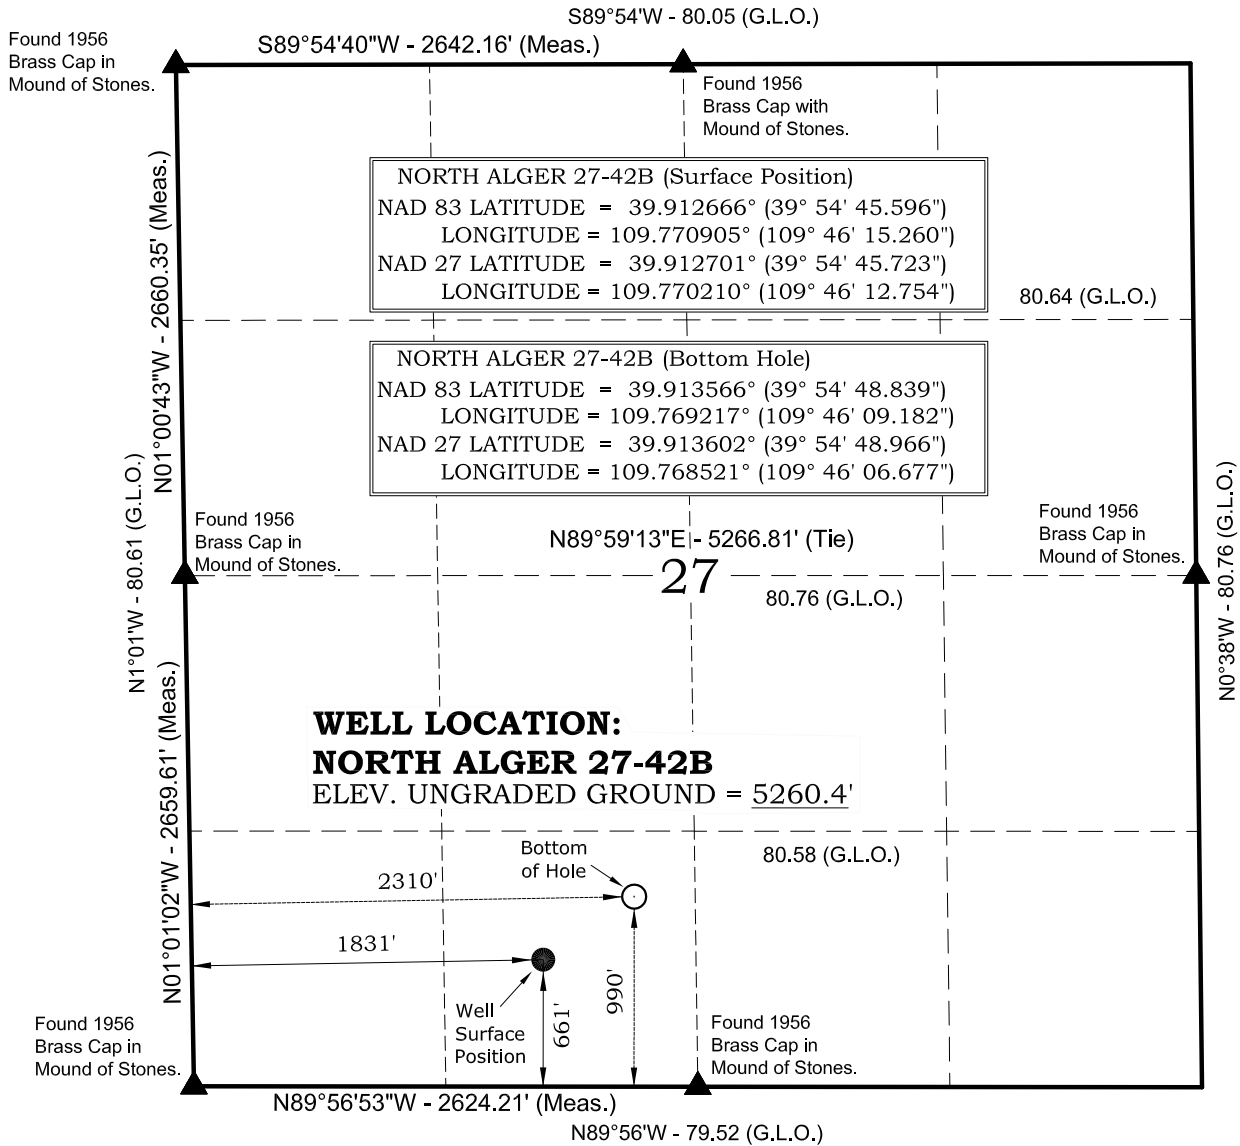 S89°54'W - 80.05 (G.L.O.)
S89°54'40"W - 2642.16' (Meas.)
Found 1956
Brass Cap in
Mound of Stones.
Found 1956
Brass Cap with
Mound of Stones.
N01°00'43"W - 2660.35' (Meas.)
NORTH ALGER 27-42B (Surface Position)
NAD 83 LATITUDE = 39.912666° (39° 54' 45.596")
LONGITUDE = 109.770905° (109° 46' 15.260")
NAD 27 LATITUDE = 39.912701° (39° 54' 45.723")
LONGITUDE = 109.770210° (109° 46' 12.754")
80.64 (G.L.O.)
NORTH ALGER 27-42B (Bottom Hole)
NAD 83 LATITUDE = 39.913566° (39° 54' 48.839")
LONGITUDE = 109.769217° (109° 46' 09.182")
NAD 27 LATITUDE = 39.913602° (39° 54' 48.966")
LONGITUDE = 109.768521° (109° 46' 06.677")
N1°01'W - 80.61 (G.L.O.)
Found 1956
Brass Cap in
Mound of Stones.
N89°59'13"E - 5266.81' (Tie)
27
80.76 (G.L.O.)
Found 1956
Brass Cap in
Mound of Stones.
N0°38'W - 80.76 (G.L.O.)
N01°01'02"W - 2659.61' (Meas.)
WELL LOCATION:
NORTH ALGER 27-42B
ELEV. UNGRADED GROUND = 5260.4'
80.58 (G.L.O.)
Bottom
of Hole
2310'
1831'
990'
661'
Well
Surface
Position
Found 1956
Brass Cap in
Mound of Stones.
Found 1956
Brass Cap in
Mound of Stones.
N89°56'53"W - 2624.21' (Meas.)
N89°56'W - 79.52 (G.L.O.)